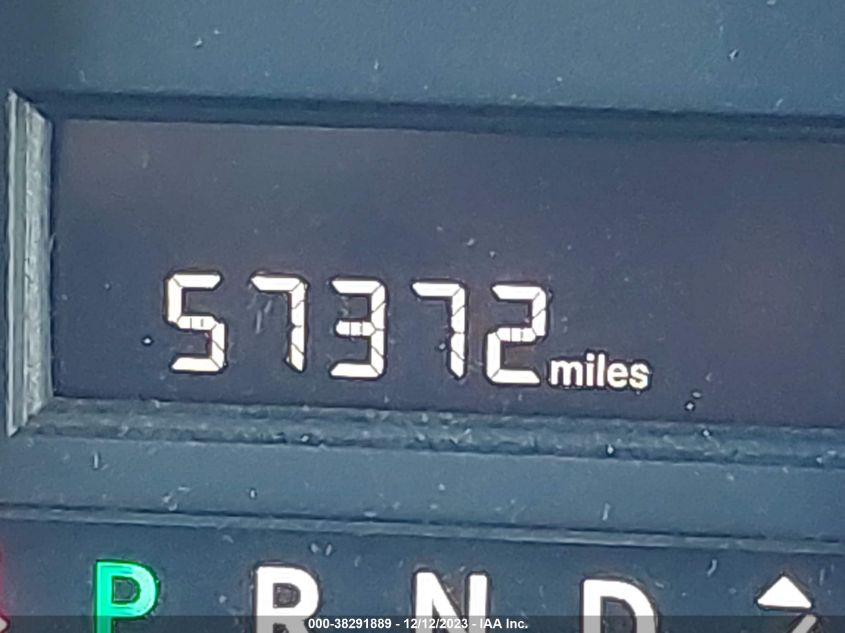 57372 miles
P R N D
000-38291889 - 12/12/2023 - IAA Inc.